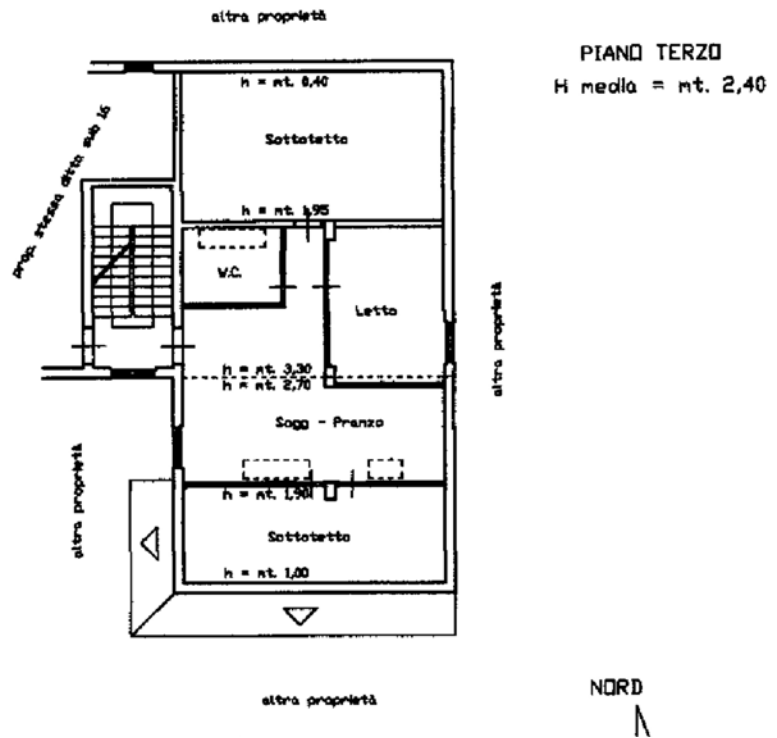 altra proprietà
PIANO TERZO
H media = mt. 2,40
h = mt. 0,40
Sottotetto
prop. stessa ditta sub 16
h = mt. 1,95
W.C.
Letto
altra proprietà
h = mt. 3,30
h = mt. 2,70
Sogg - Pranzo
altra proprietà
h = mt. 1,90
Sottotetto
h = mt. 1,00
altra proprietà
NORD